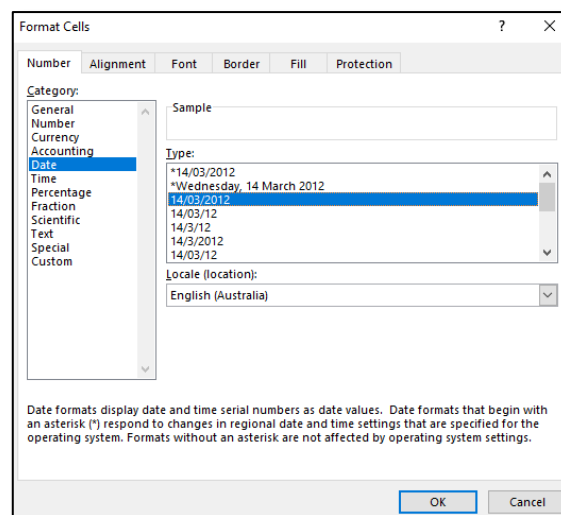 Format Cells
?
Number Alignment Font Border Fill Protection
Category:
General
Number
Currency
Accounting
Date
Time
Percentage
Fraction
Scientific
Text
Special
Custom
Sample
Type:
*14/03/2012
*Wednesday, 14 March 2012
14/03/2012
14/03/12
14/3/12
14/3/2012
14/03/12
Locale (location):
English (Australia)
Date formats display date and time serial numbers as date values. Date formats that begin with
an asterisk (*) respond to changes in regional date and time settings that are specified for the
operating system. Formats without an asterisk are not affected by operating system settings.
OK Cancel